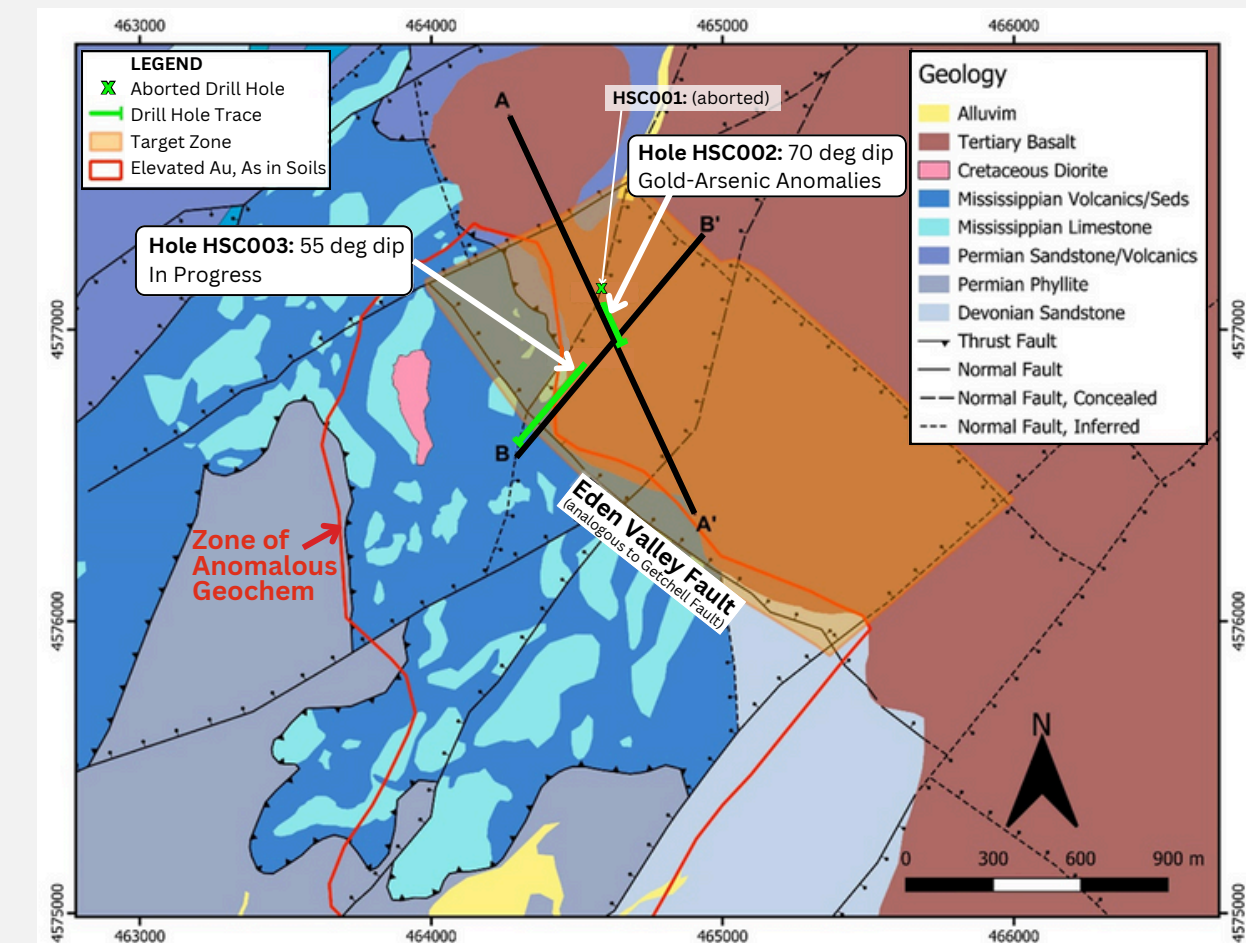 463000
464000
465000
466000
LEGEND
Aborted Drill Hole
Drill Hole Trace
Target Zone
Elevated Au, As in Soils
A
HSC001: (aborted)
Hole HSC002: 70 deg dip
Gold-Arsenic Anomalies
B'
Hole HSC003: 55 deg dip
In Progress
Geology
Alluvim
Tertiary Basalt
Cretaceous Diorite
Mississippian Volcanics/Seds
Mississippian Limestone
Permian Sandstone/Volcanics
Permian Phyllite
Devonian Sandstone
Thrust Fault
Normal Fault
Normal Fault, Concealed
Normal Fault, Inferred
4577000
4577000
B
A'
Eden Valley Fault
(analogous to Getchell Fault)
Zone of
Anomalous
Geochem
4576000
4576000
N
0 300 600 900 m
4575000
4575000
463000
464000
465000
466000